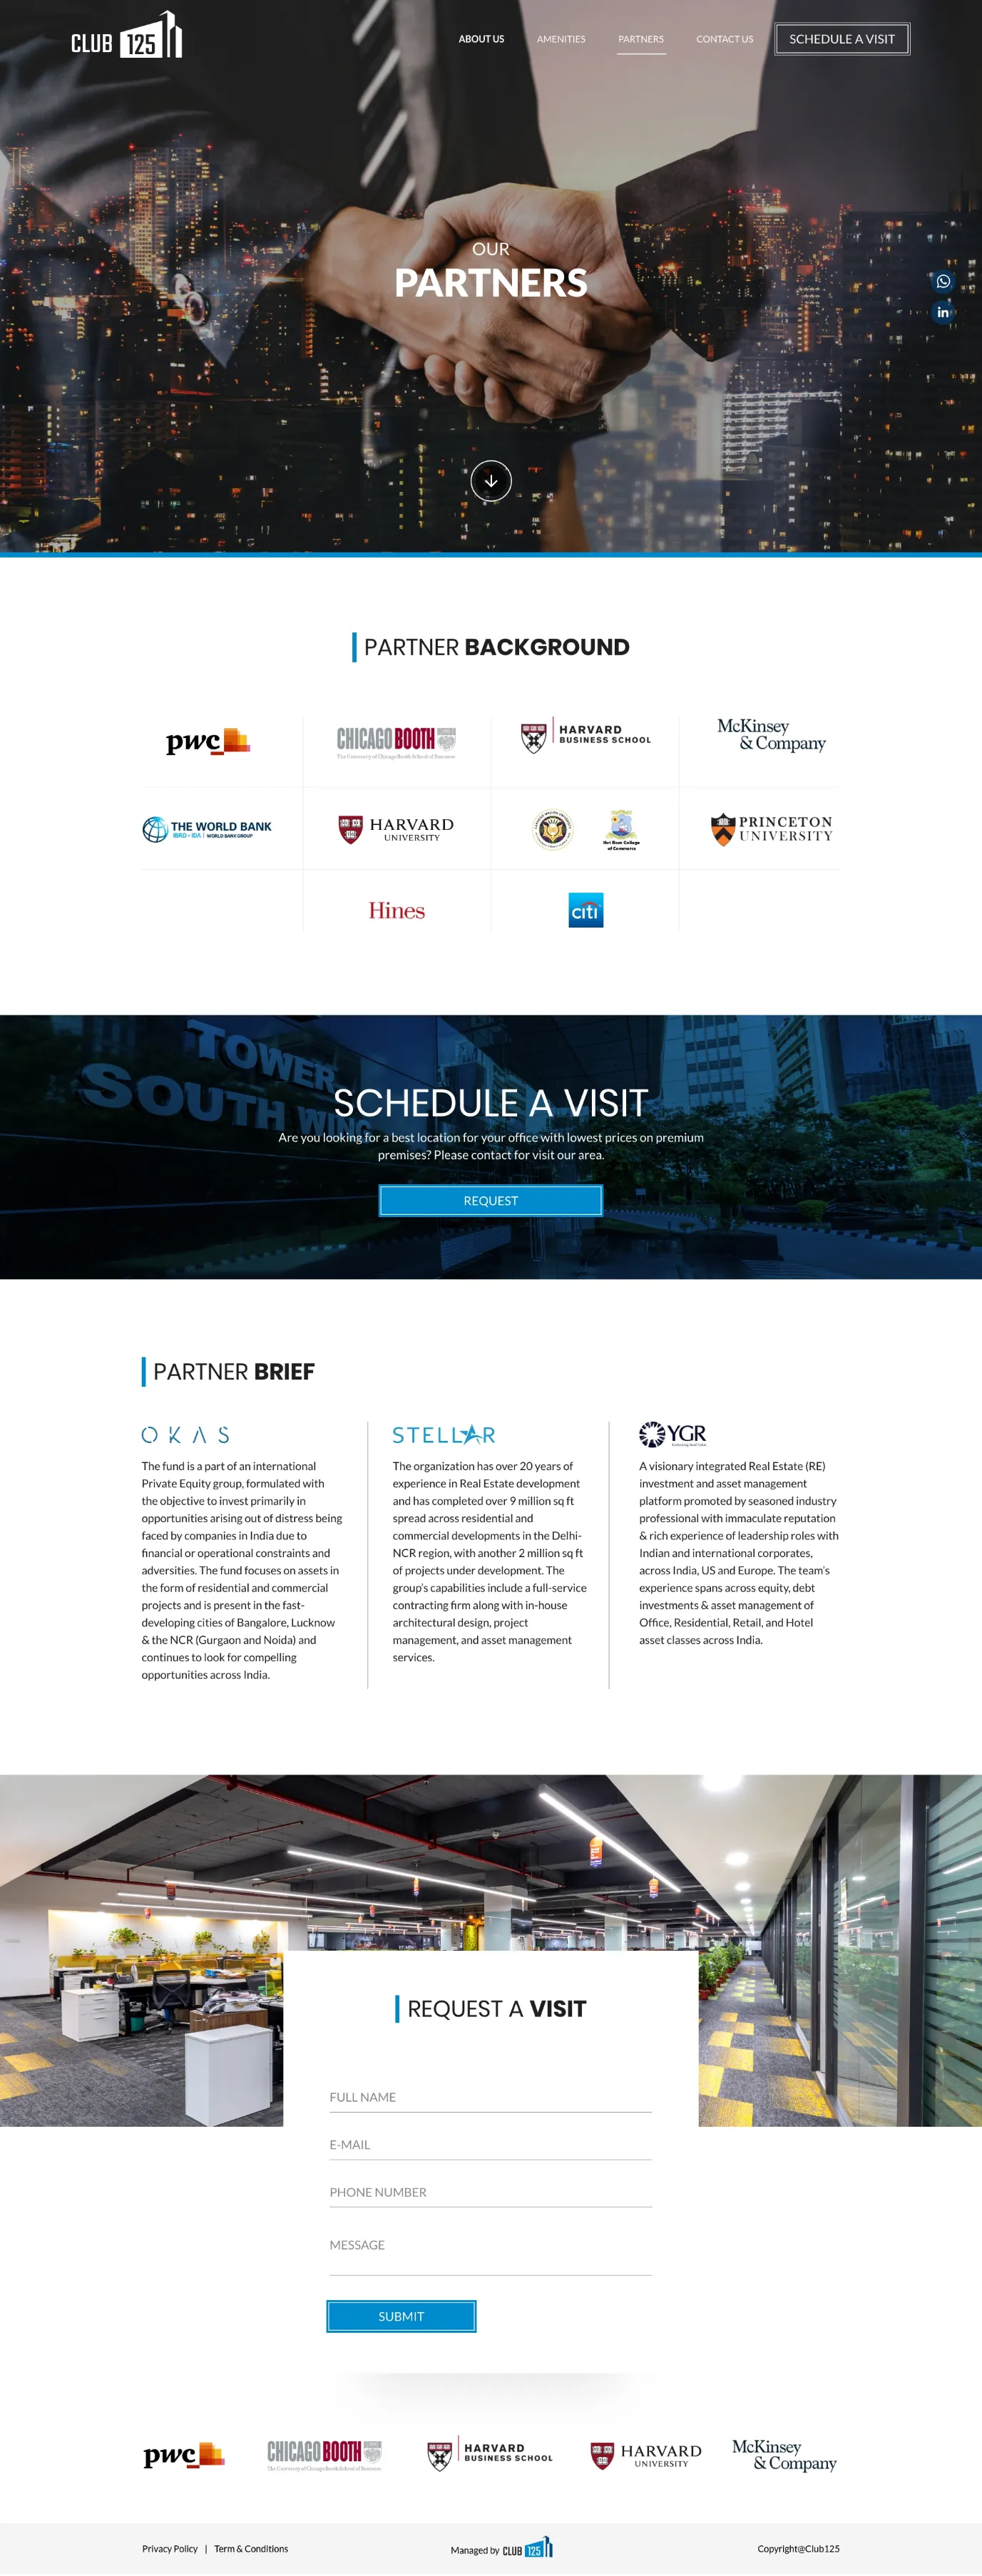 CLUB 125
ABOUT US
AMENITIES
PARTNERS
CONTACT US
SCHEDULE A VISIT
OUR
PARTNERS
in
PARTNER BACKGROUND
pwc
CHICAGO BOOTH
The University of Chicago Booth School of Business
HARVARD
BUSINESS SCHOOL
McKinsey
& Company
THE WORLD BANK
IBRD • IDA | WORLD BANK GROUP
HARVARD
UNIVERSITY
Shri Ram College
of Commerce
PRINCETON
UNIVERSITY
Hines
citi
TOWER
SOUTH WING
SCHEDULE A VISIT
Are you looking for a best location for your office with lowest prices on premium
premises? Please contact for visit our area.
REQUEST
PARTNER BRIEF
OKAS
The fund is a part of an international
Private Equity group, formulated with
the objective to invest primarily in
opportunities arising out of distress being
faced by companies in India due to
financial or operational constraints and
adversities. The fund focuses on assets in
the form of residential and commercial
projects and is present in the fast-
developing cities of Bangalore, Lucknow
& the NCR (Gurgaon and Noida) and
continues to look for compelling
opportunities across India.
STELLAR
The organization has over 20 years of
experience in Real Estate development
and has completed over 9 million sq ft
spread across residential and
commercial developments in the Delhi-
NCR region, with another 2 million sq ft
of projects under development. The
group's capabilities include a full-service
contracting firm along with in-house
architectural design, project
management, and asset management
services.
YGR
A visionary integrated Real Estate (RE)
investment and asset management
platform promoted by seasoned industry
professional with immaculate reputation
& rich experience of leadership roles with
Indian and international corporates,
across India, US and Europe. The team's
experience spans across equity, debt
investments & asset management of
Office, Residential, Retail, and Hotel
asset classes across India.
REQUEST A VISIT
FULL NAME
E-MAIL
PHONE NUMBER
MESSAGE
SUBMIT
pwc
CHICAGO BOOTH
The University of Chicago Booth School of Business
HARVARD
BUSINESS SCHOOL
HARVARD
UNIVERSITY
McKinsey
& Company
Privacy Policy | Term & Conditions
Managed by CLUB 125
Copyright@Club125